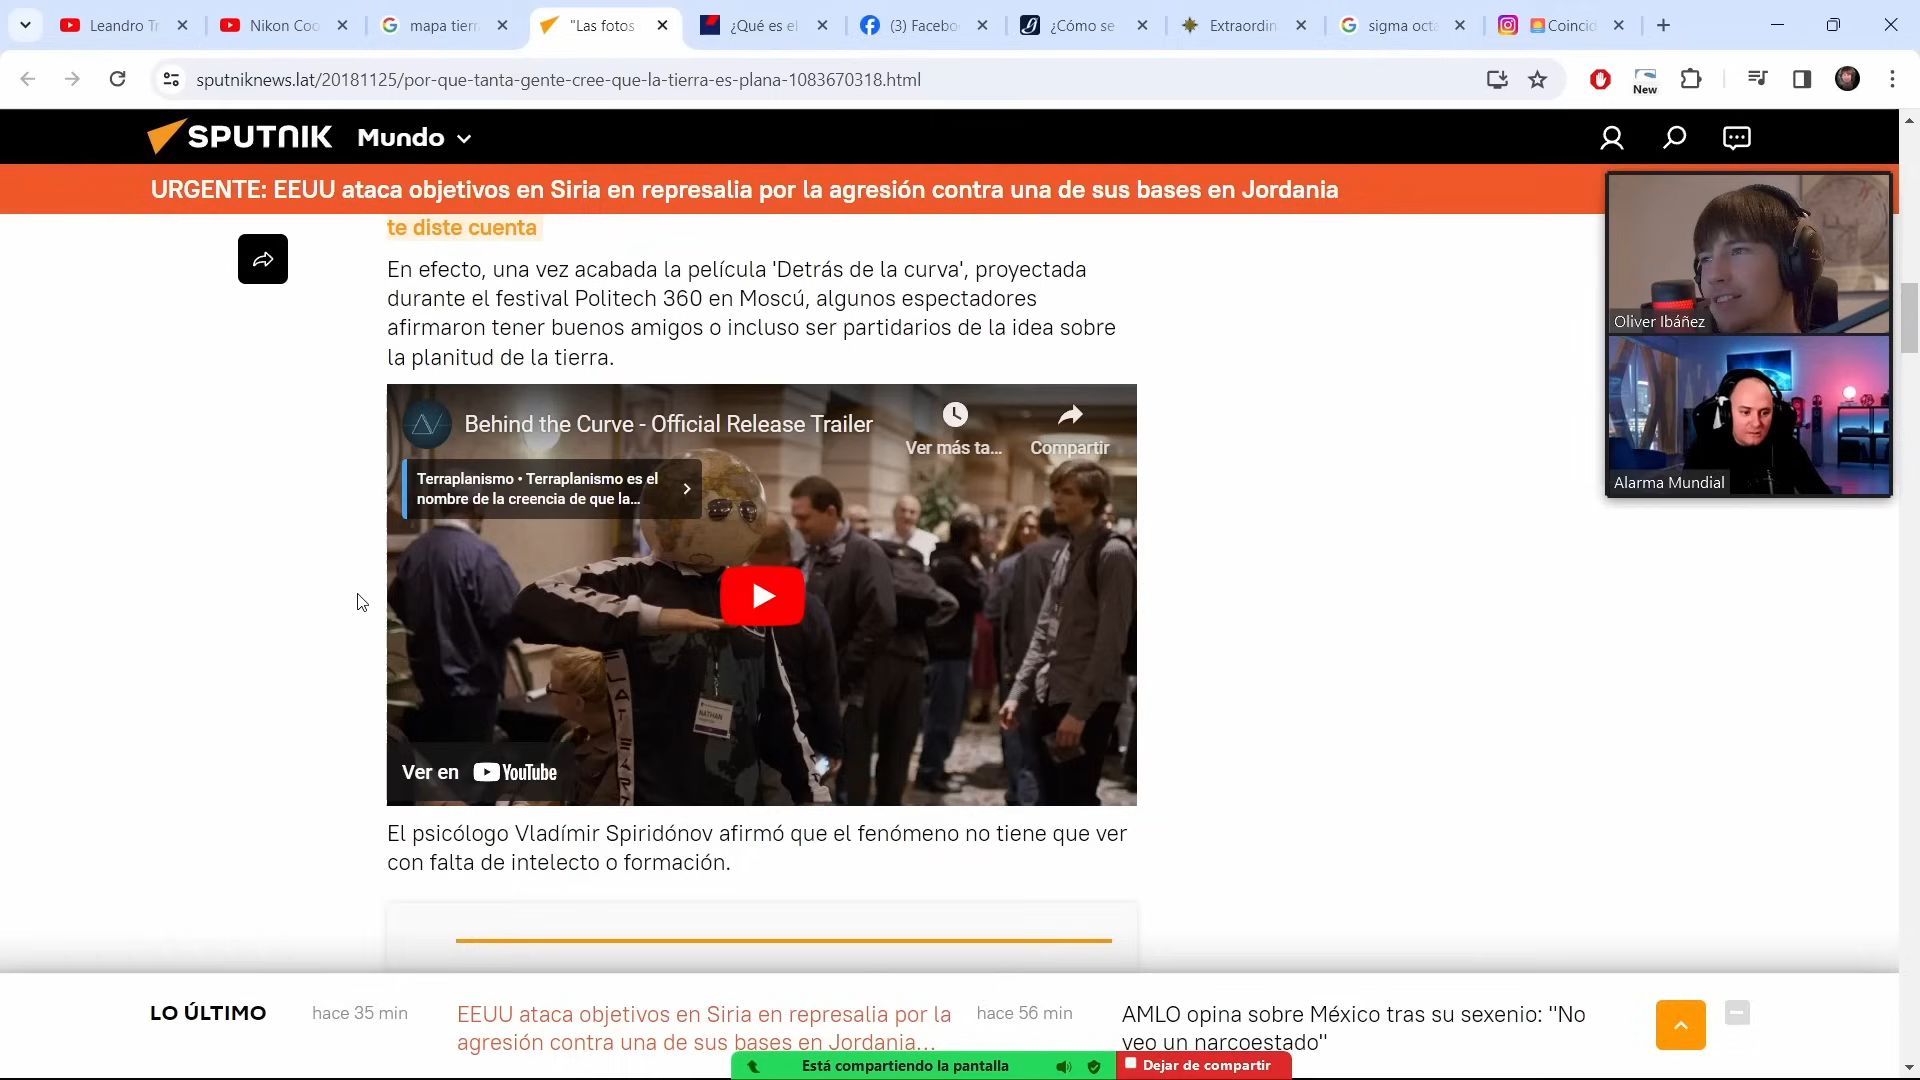 Leandro Tr
Nikon Coo
mapa tierr
"Las fotos
¿Qué es el
(3) Facebo
¿Cómo se
Extraordin
sigma octa
Coincid
sputniknews.lat/20181125/por-que-tanta-gente-cree-que-la-tierra-es-plana-1083670318.html
New
SPUTNIK Mundo
URGENTE: EEUU ataca objetivos en Siria en represalia por la agresión contra una de sus bases en Jordania
te diste cuenta
En efecto, una vez acabada la película 'Detrás de la curva', proyectada
durante el festival Politech 360 en Moscú, algunos espectadores
afirmaron tener buenos amigos o incluso ser partidarios de la idea sobre
la planitud de la tierra.
Oliver Ibáñez
Alarma Mundial
Behind the Curve - Official Release Trailer
Ver más ta...
Compartir
Terraplanismo • Terraplanismo es el
nombre de la creencia de que la...
NATHAN
Ver en YouTube
El psicólogo Vladímir Spiridónov afirmó que el fenómeno no tiene que ver
con falta de intelecto o formación.
LO ÚLTIMO
hace 35 min
EEUU ataca objetivos en Siria en represalia por la
agresión contra una de sus bases en Jordania...
hace 56 min
AMLO opina sobre México tras su sexenio: "No
veo un narcoestado"
Está compartiendo la pantalla
Dejar de compartir